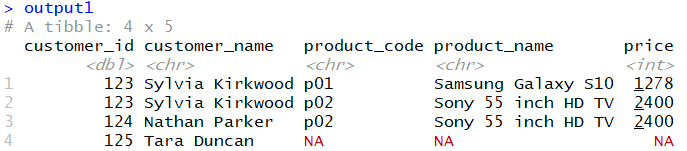 > output1
# A tibble: 4 x 5
customer_id customer_name product_code product_name price
<dbl> <chr> <chr> <chr> <int>
1 123 Sylvia Kirkwood p01 Samsung Galaxy S10 1278
2 123 Sylvia Kirkwood p02 Sony 55 inch HD TV 2400
3 124 Nathan Parker p02 Sony 55 inch HD TV 2400
4 125 Tara Duncan NA NA NA